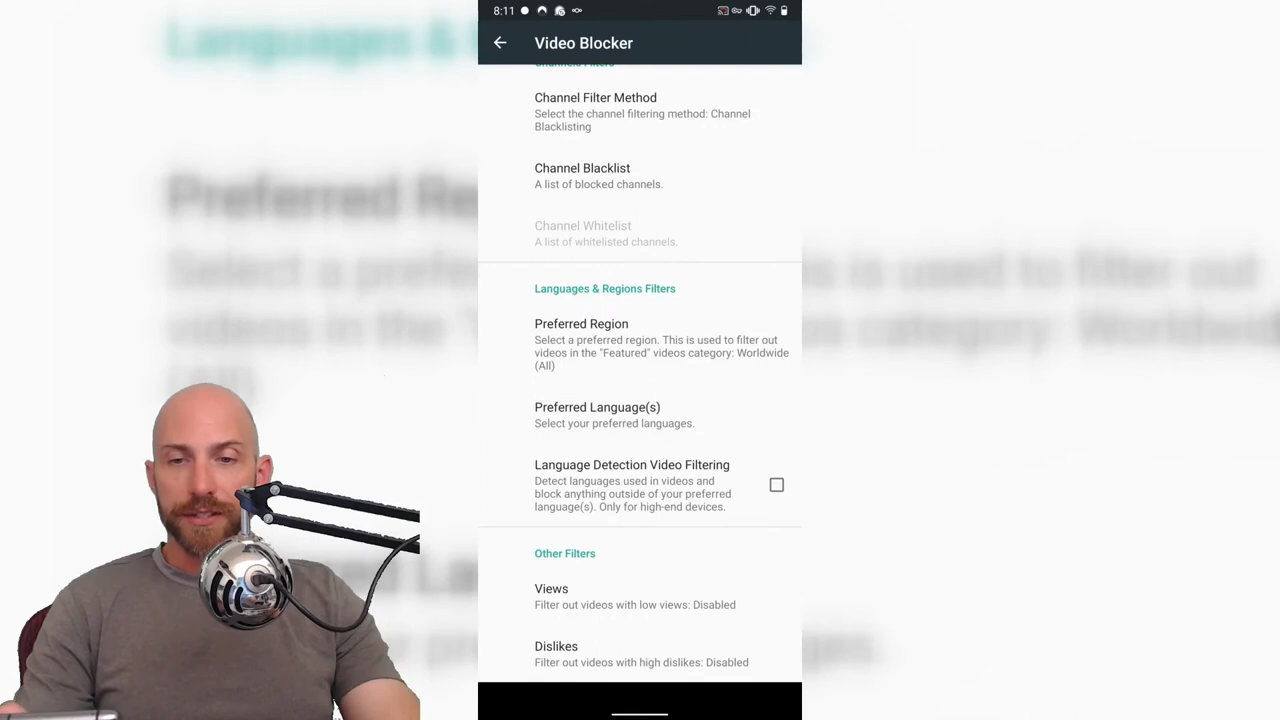 8:11
Video Blocker
Channels Filters
Channel Filter Method
Select the channel filtering method: Channel
Blacklisting
Channel Blacklist
A list of blocked channels.
Channel Whitelist
A list of whitelisted channels.
Languages & Regions Filters
Preferred Region
Select a preferred region. This is used to filter out
videos in the "Featured" videos category: Worldwide
(All)
Preferred Language(s)
Select your preferred languages.
Language Detection Video Filtering
Detect languages used in videos and
block anything outside of your preferred
language(s). Only for high-end devices.
Other Filters
Views
Filter out videos with low views: Disabled
Dislikes
Filter out videos with high dislikes: Disabled